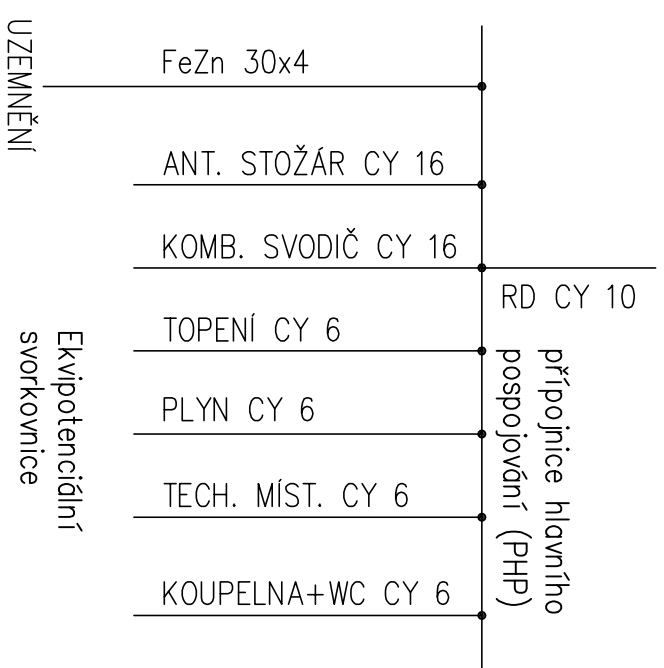 UZEMNĚNÍ
FeZn 30x4
ANT. STOŽÁR CY 16
KOMB. SVODIČ CY 16
RD CY 10
TOPENÍ CY 6
PLYN CY 6
TECH. MÍST. CY 6
KOUPELNA+WC CY 6
přípojnice hlavního
pospojování (PHP)
Ekvipotenciální
svorkovnice